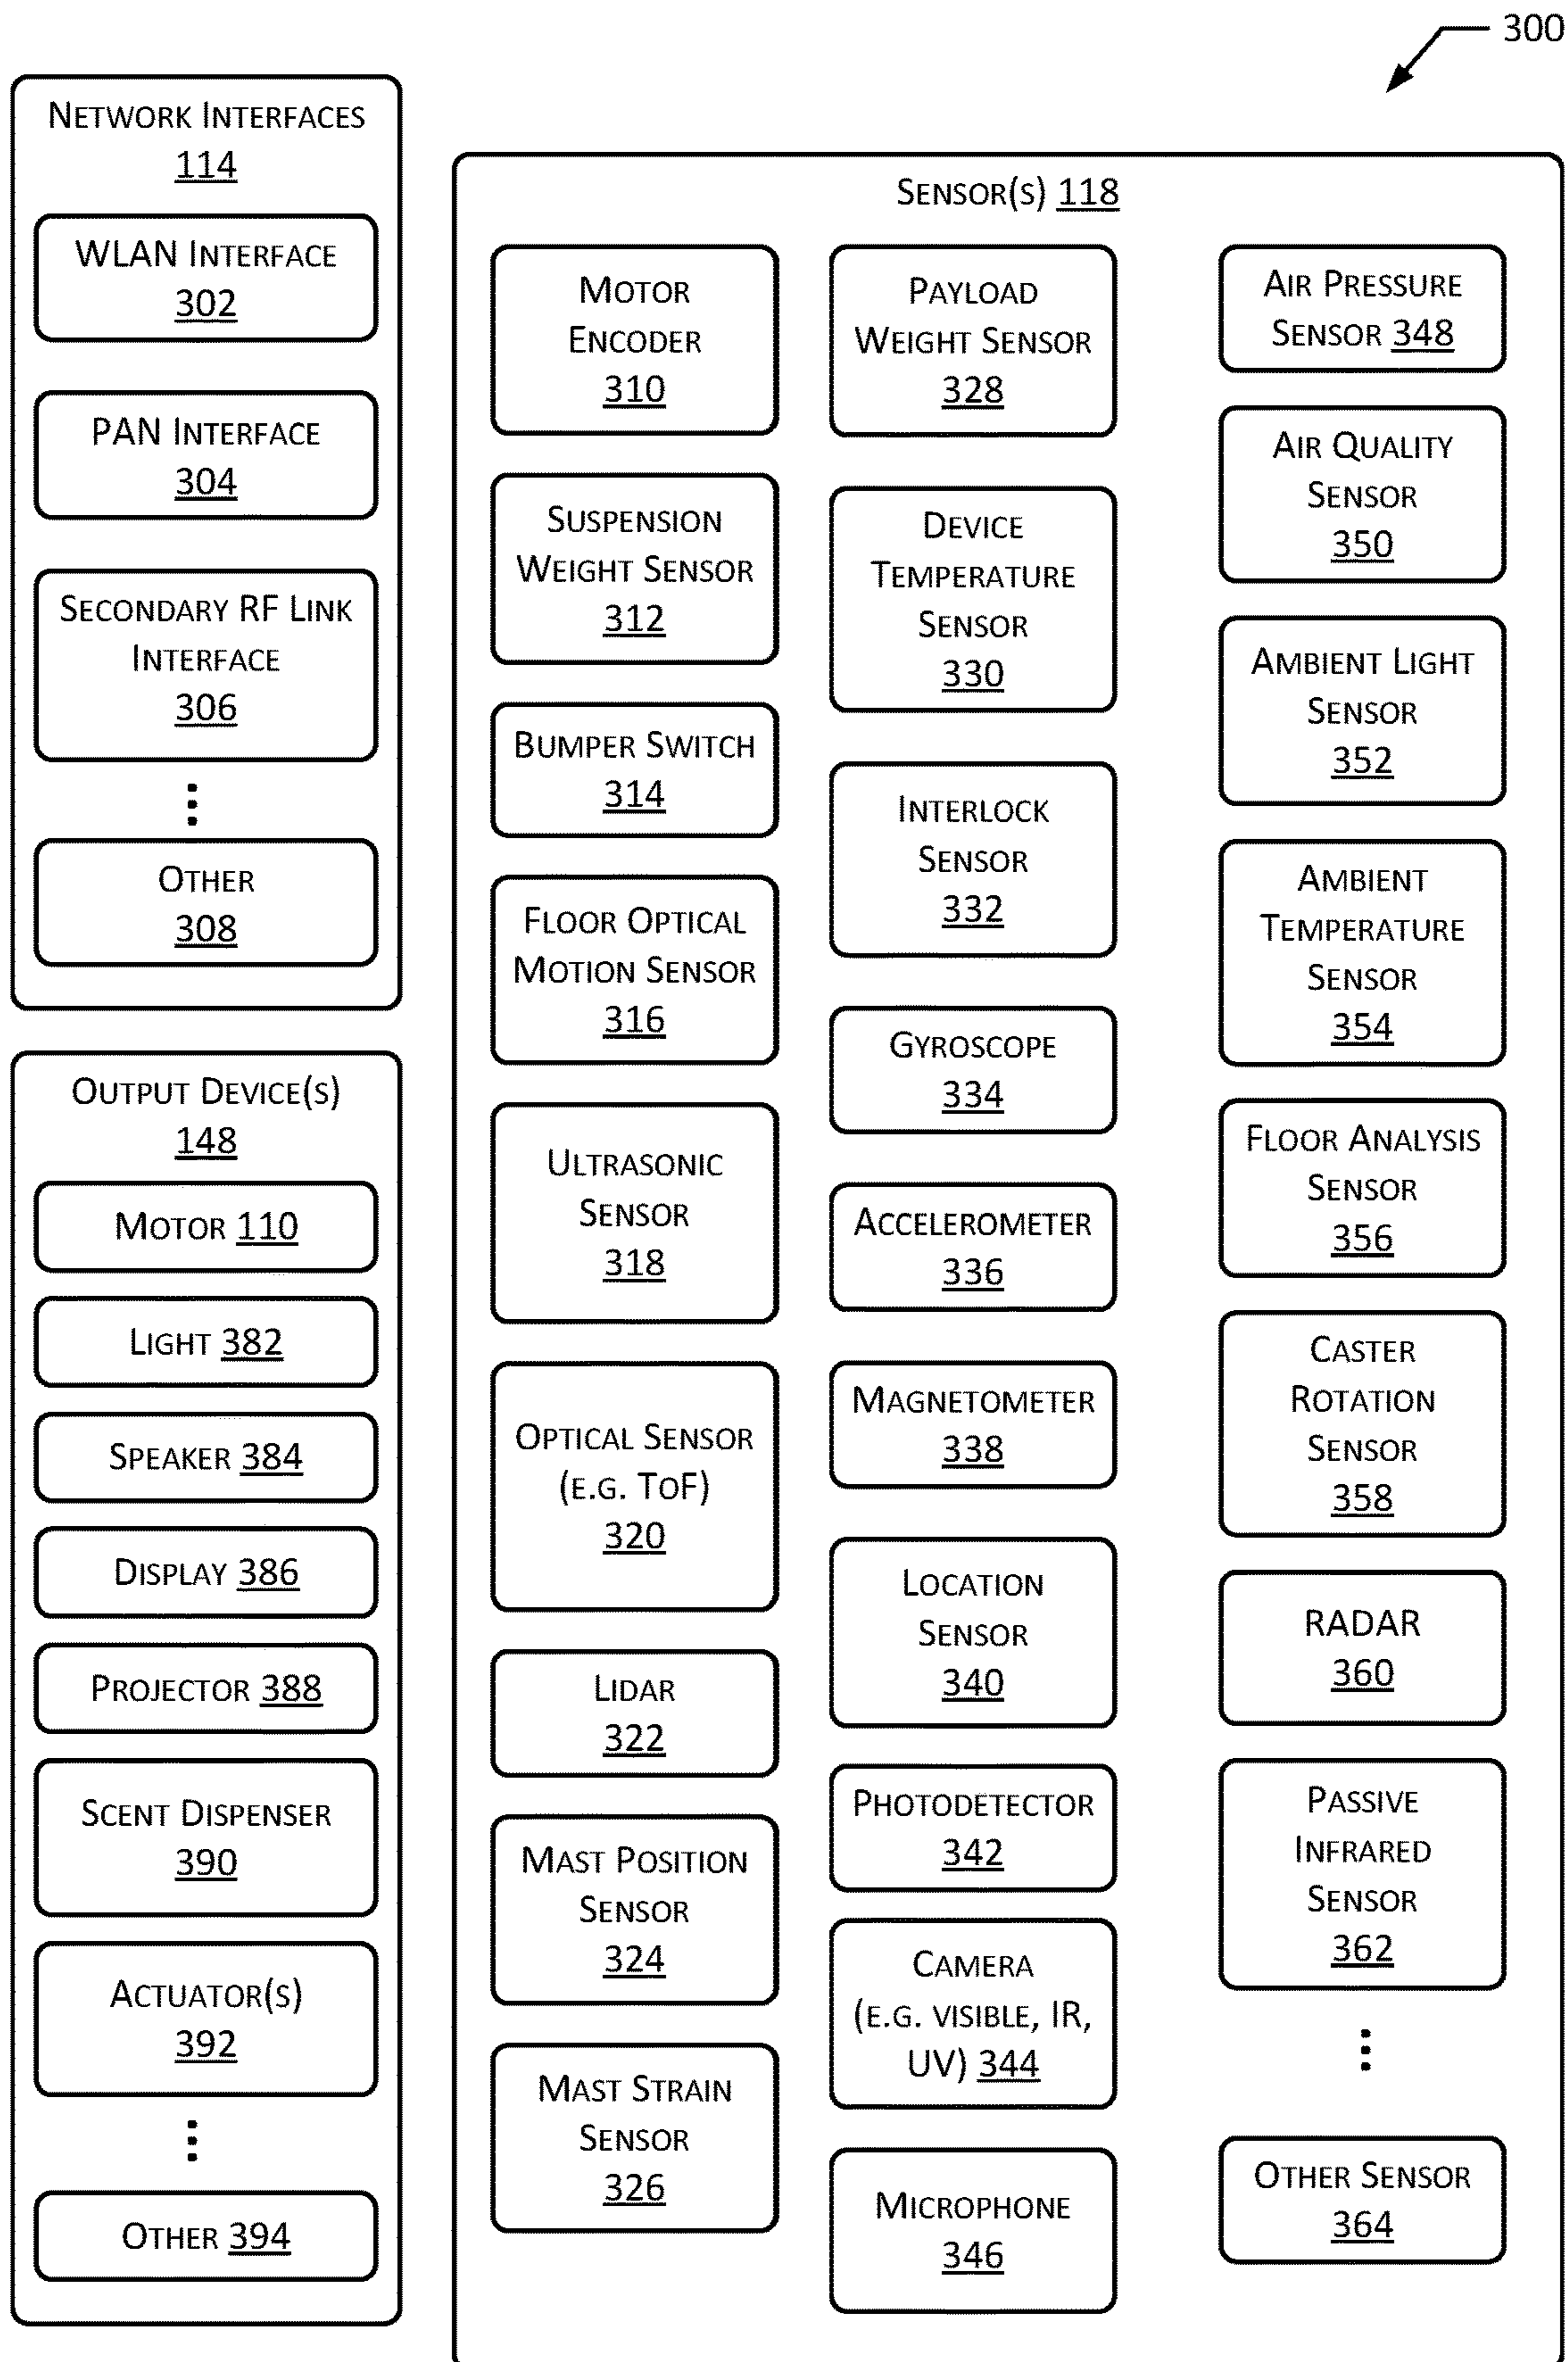 300
NETWORK INTERFACES
114
WLAN INTERFACE
302
PAN INTERFACE
304
SECONDARY RF LINK
INTERFACE
306
OTHER
308
OUTPUT DEVICE(S)
148
MOTOR 110
LIGHT 382
SPEAKER 384
DISPLAY 386
PROJECTOR 388
SCENT DISPENSER
390
ACTUATOR(S)
392
OTHER 394
SENSOR(S) 118
MOTOR
ENCODER
310
SUSPENSION
WEIGHT SENSOR
312
BUMPER SWITCH
314
FLOOR OPTICAL
MOTION SENSOR
316
ULTRASONIC
SENSOR
318
OPTICAL SENSOR
(E.G. TOF)
320
LIDAR
322
MAST POSITION
SENSOR
324
MAST STRAIN
SENSOR
326
PAYLOAD
WEIGHT SENSOR
328
DEVICE
TEMPERATURE
SENSOR
330
INTERLOCK
SENSOR
332
GYROSCOPE
334
ACCELEROMETER
336
MAGNETOMETER
338
LOCATION
SENSOR
340
PHOTODETECTOR
342
CAMERA
(E.G. VISIBLE, IR,
UV) 344
MICROPHONE
346
AIR PRESSURE
SENSOR 348
AIR QUALITY
SENSOR
350
AMBIENT LIGHT
SENSOR
352
AMBIENT
TEMPERATURE
SENSOR
354
FLOOR ANALYSIS
SENSOR
356
CASTER
ROTATION
SENSOR
358
RADAR
360
PASSIVE
INFRARED
SENSOR
362
OTHER SENSOR
364